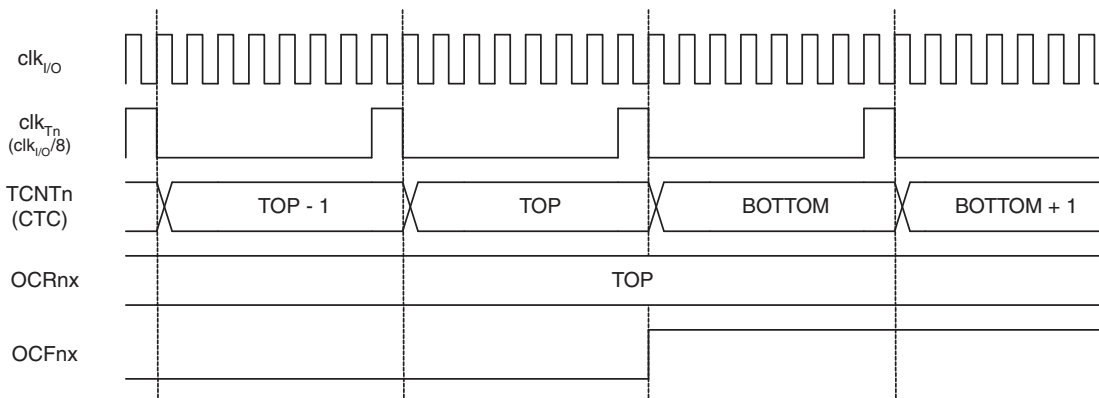 clkI/O
clkTn
(clkI/O/8)
TCNTn
(CTC)
TOP - 1
TOP
BOTTOM
BOTTOM + 1
OCRnx
TOP
OCFnx